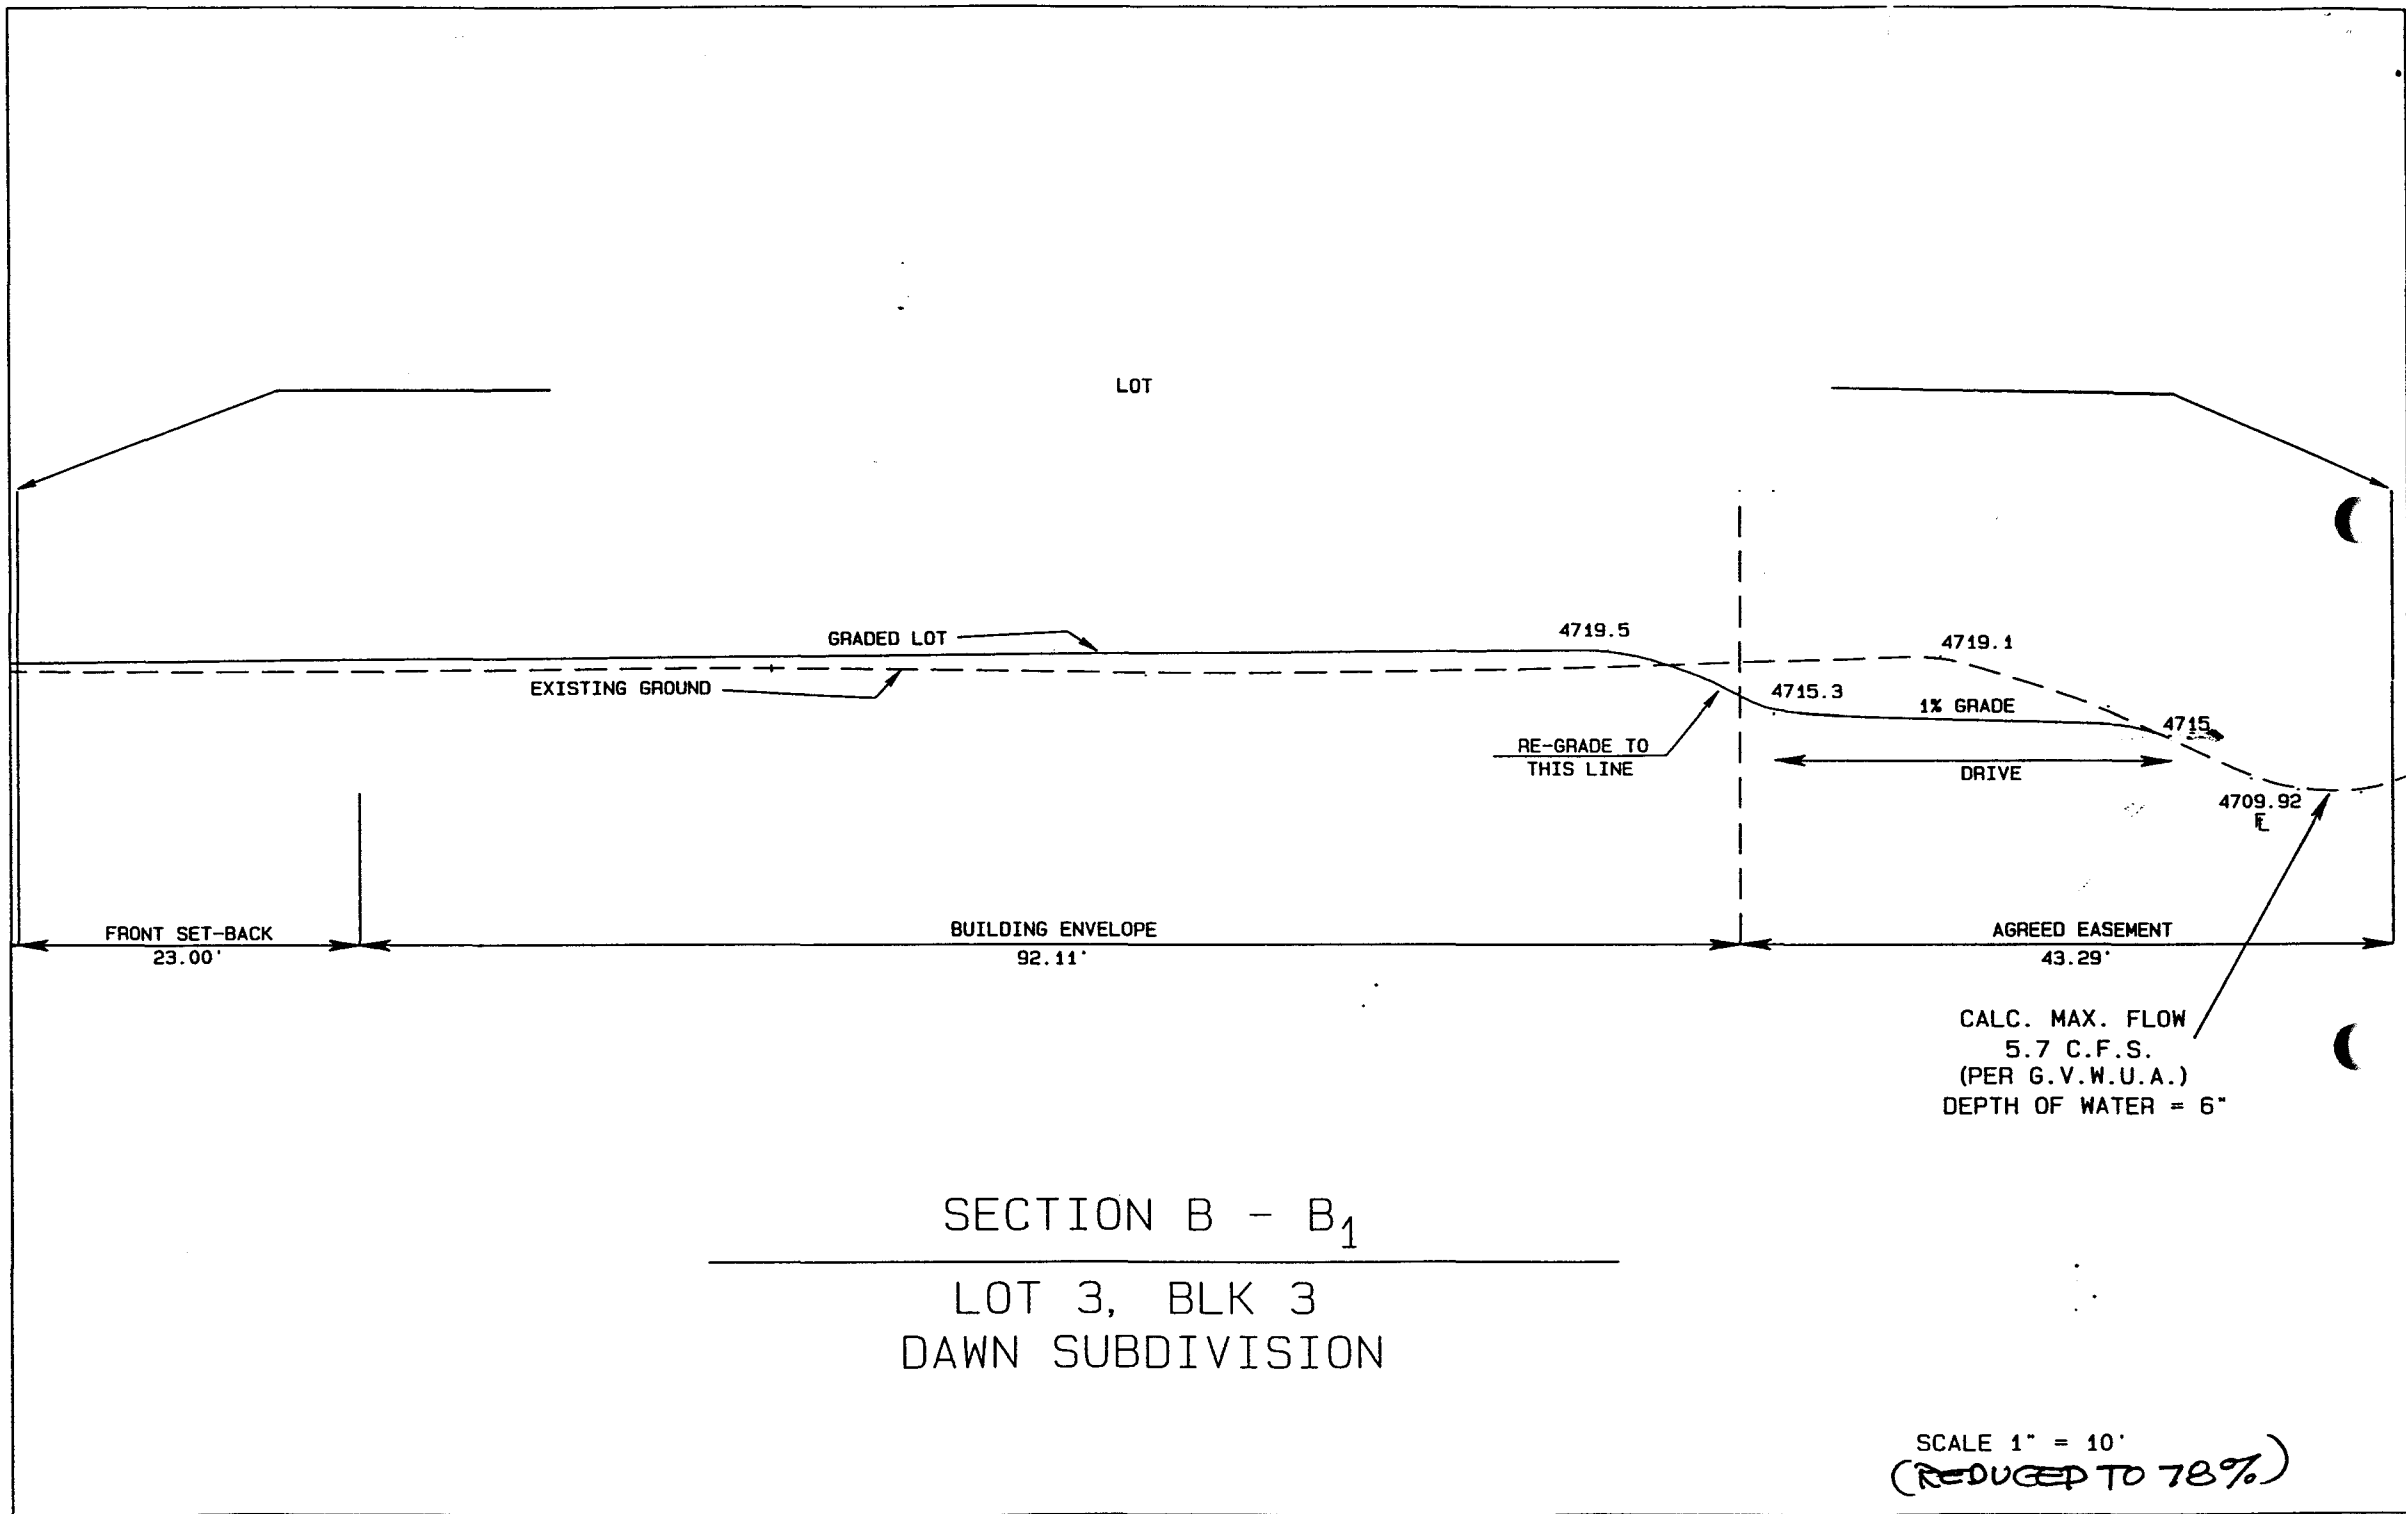 LOT
GRADED LOT
4719.5
4719.1
EXISTING GROUND
4715.3
1% GRADE
4715
RE-GRADE TO
THIS LINE
DRIVE
4709.92
FL
FRONT SET-BACK
23.00'
BUILDING ENVELOPE
92.11'
AGREED EASEMENT
43.29'
CALC. MAX. FLOW
5.7 C.F.S.
(PER G.V.W.U.A.)
DEPTH OF WATER = 6"
SECTION B - B1
LOT 3, BLK 3
DAWN SUBDIVISION
SCALE 1" = 10'
(REDUCED TO 78%)